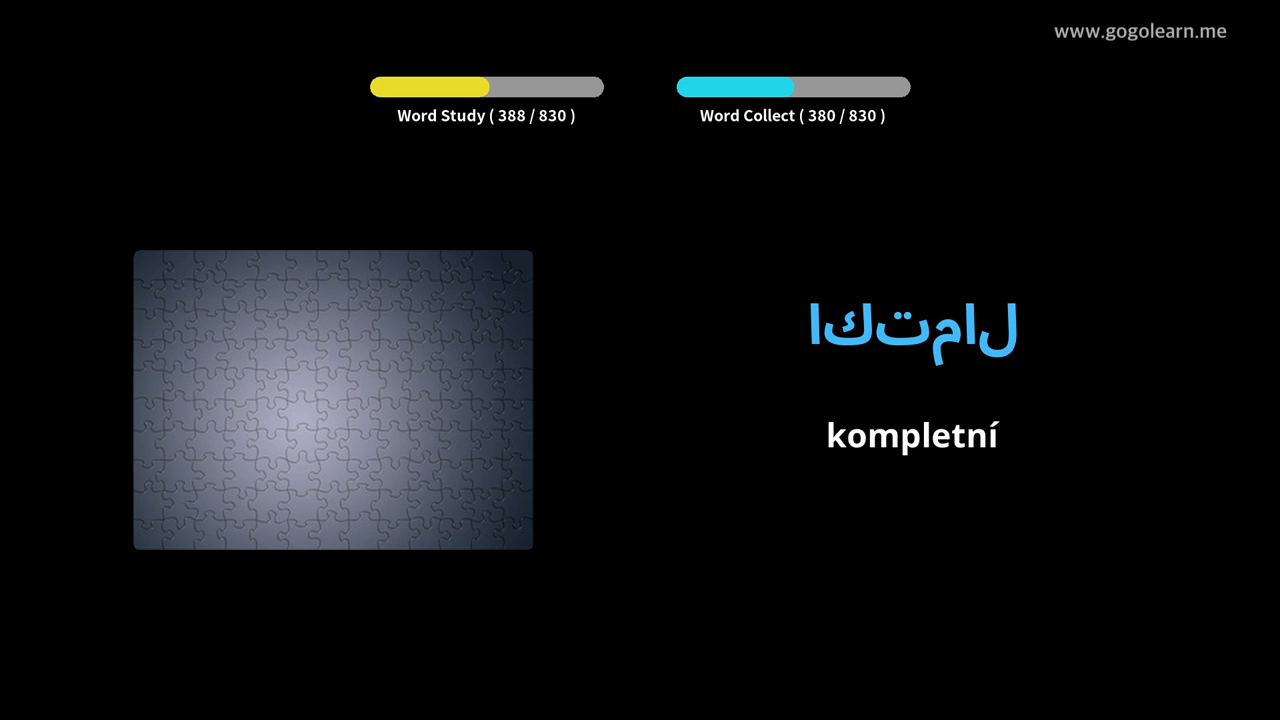 www.gogolearn.me
Word Study ( 388 / 830 )
Word Collect ( 380 / 830 )
اكتمال
kompletní